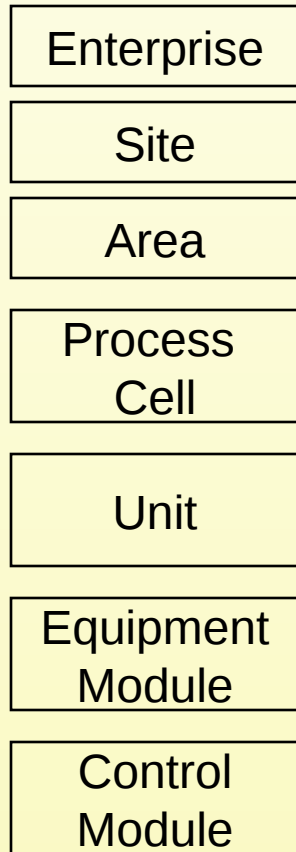 Enterprise
Site
Area
Process
Cell
Unit
Equipment
Module
Control
Module